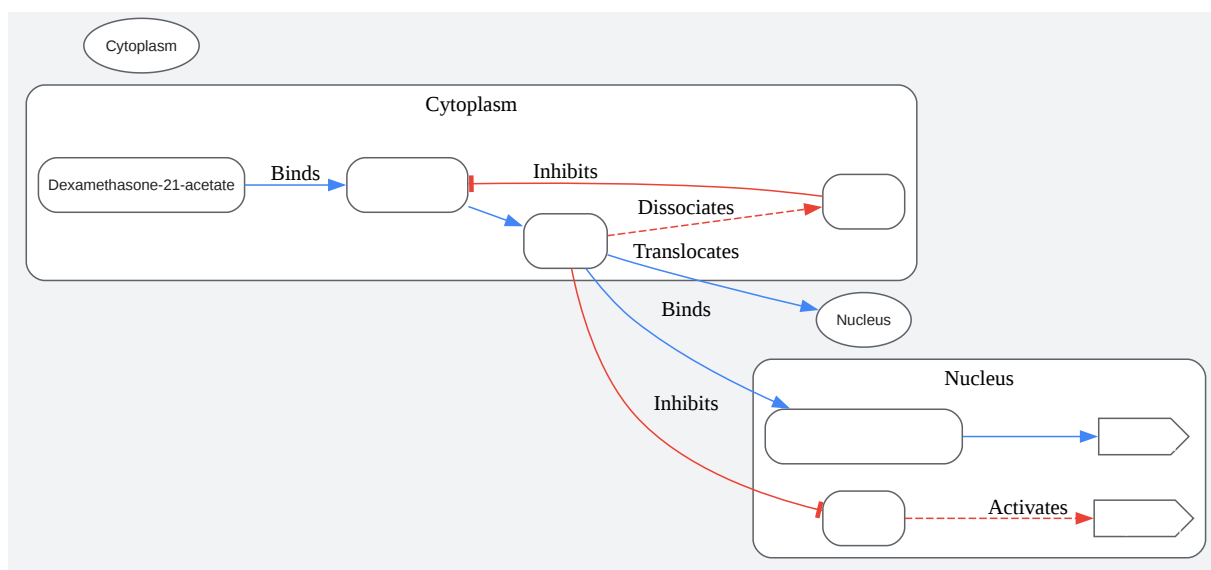 Cytoplasm
Cytoplasm
Dexamethasone-21-acetate
Binds
Inhibits
Dissociates
Translocates
Nucleus
Binds
Nucleus
Inhibits
Activates